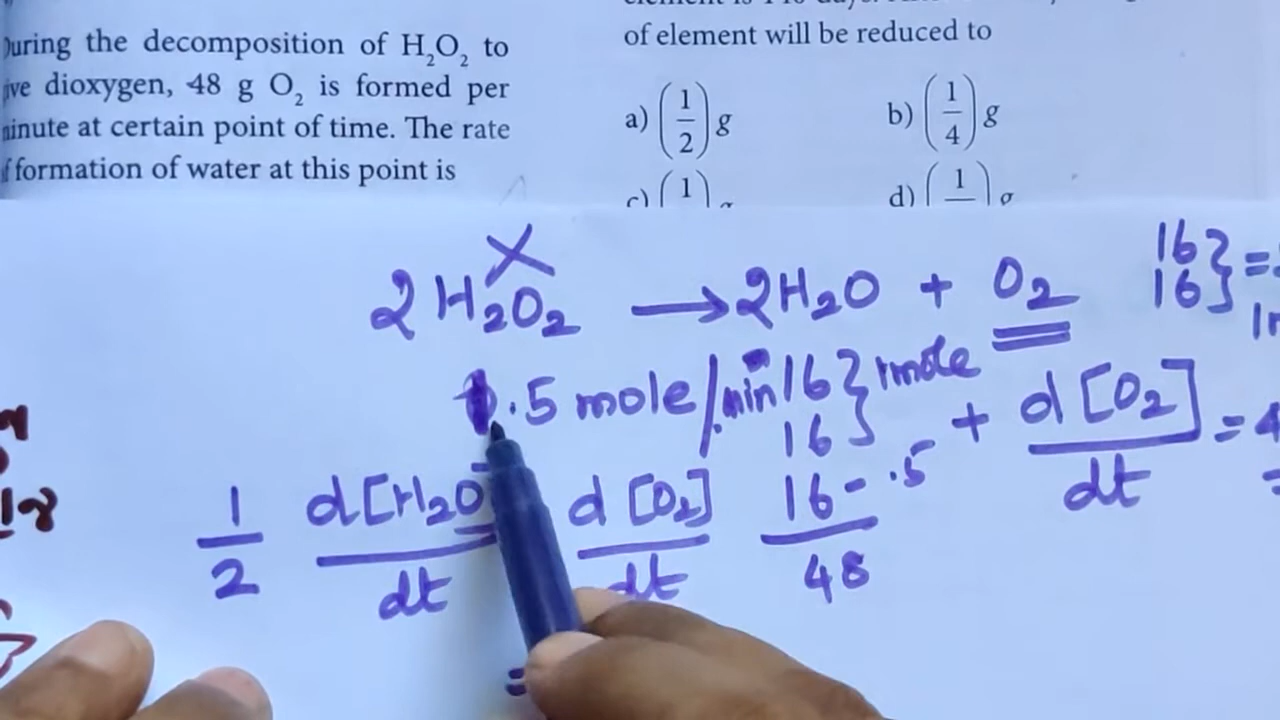 During the decomposition of H₂O₂ to
dioxygen, 48 g O₂ is formed per
at certain point of time. The rate
formation of water at this point is
of element will be reduced to
a) (1/2) g
b) (1/4) g
c) (1
d) (1
2H₂O₂ → 2H₂O + O₂
16
16 } =
.5 mole/min
16
16 } mole
16 - .5
48
+ d[O₂]/dt = 4
1/2 d[H₂O
dt
d[O₂]
dt